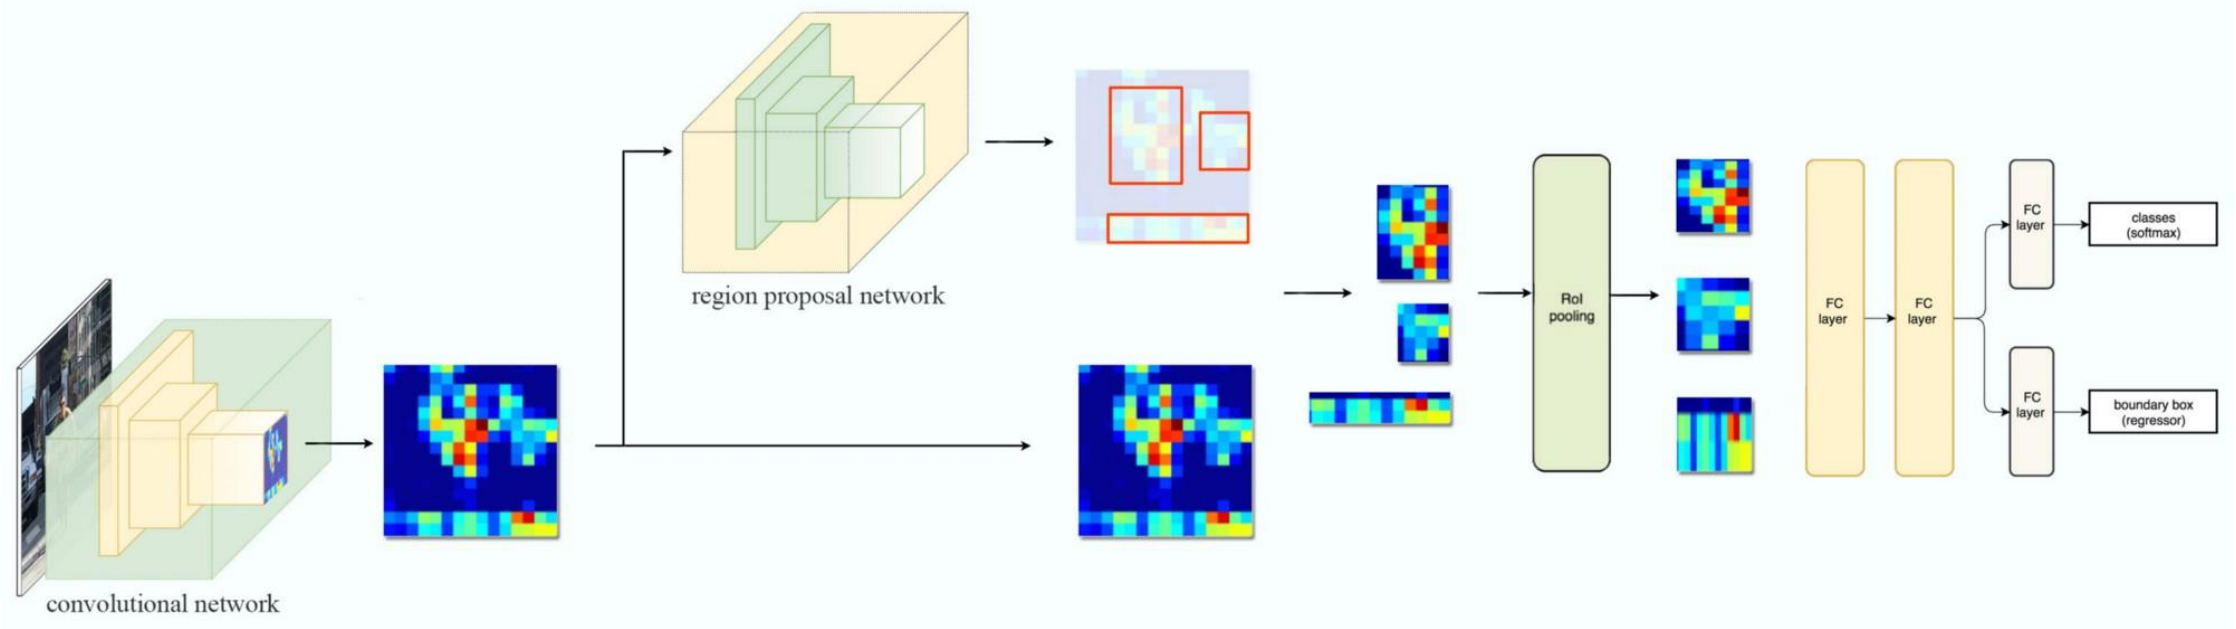 convolutional network
region proposal network
RoI
pooling
FC
layer
FC
layer
FC
layer
classes
(softmax)
FC
layer
boundary box
(regressor)